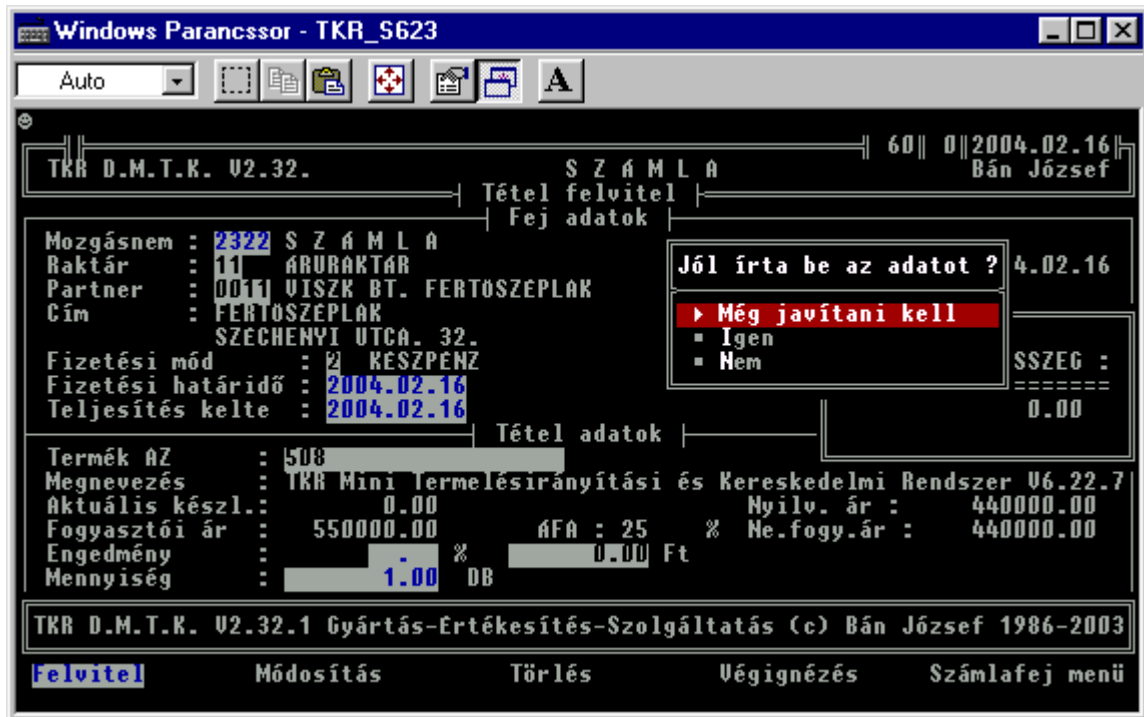 Windows Parancssor - TKR_S623
Auto
A
60 0 2004.02.16
TKR D.M.T.K. V2.32. S Z Á M L A Bán József
Tétel felvitel
Fej adatok
Mozgásnem : 2322 S Z Á M L A
Raktár : 11 ÁRURAKTÁR
Partner : 0011 VISZK BT. FERTÖSZÉPLAK
Cím : FERTÖSZÉPLAK
SZÉCHENYI UTCA. 32.
Fizetési mód : 2 KÉSZPÉNZ
Fizetési határidő : 2004.02.16
Teljesítés kelte : 2004.02.16
Jól írta be az adatot ?
Még javítani kell
Igen
Nem
4.02.16
SSZEG :
=======
0.00
Tétel adatok
Termék AZ : 508
Megnevezés : TKR Mini Termelésirányítási és Kereskedelmi Rendszer V6.22.7
Aktuális készl.: 0.00 Nyilv. ár : 440000.00
Fogyasztói ár : 550000.00 ÁFA : 25 % Ne.fogy.ár : 440000.00
Engedmény : . % 0.00 Ft
Mennyiség : 1.00 DB
TKR D.M.T.K. V2.32.1 Gyártás-Értékesítés-Szolgáltatás (c) Bán József 1986-2003
Felvitel Módosítás Törlés Végignézés Számlafej menü